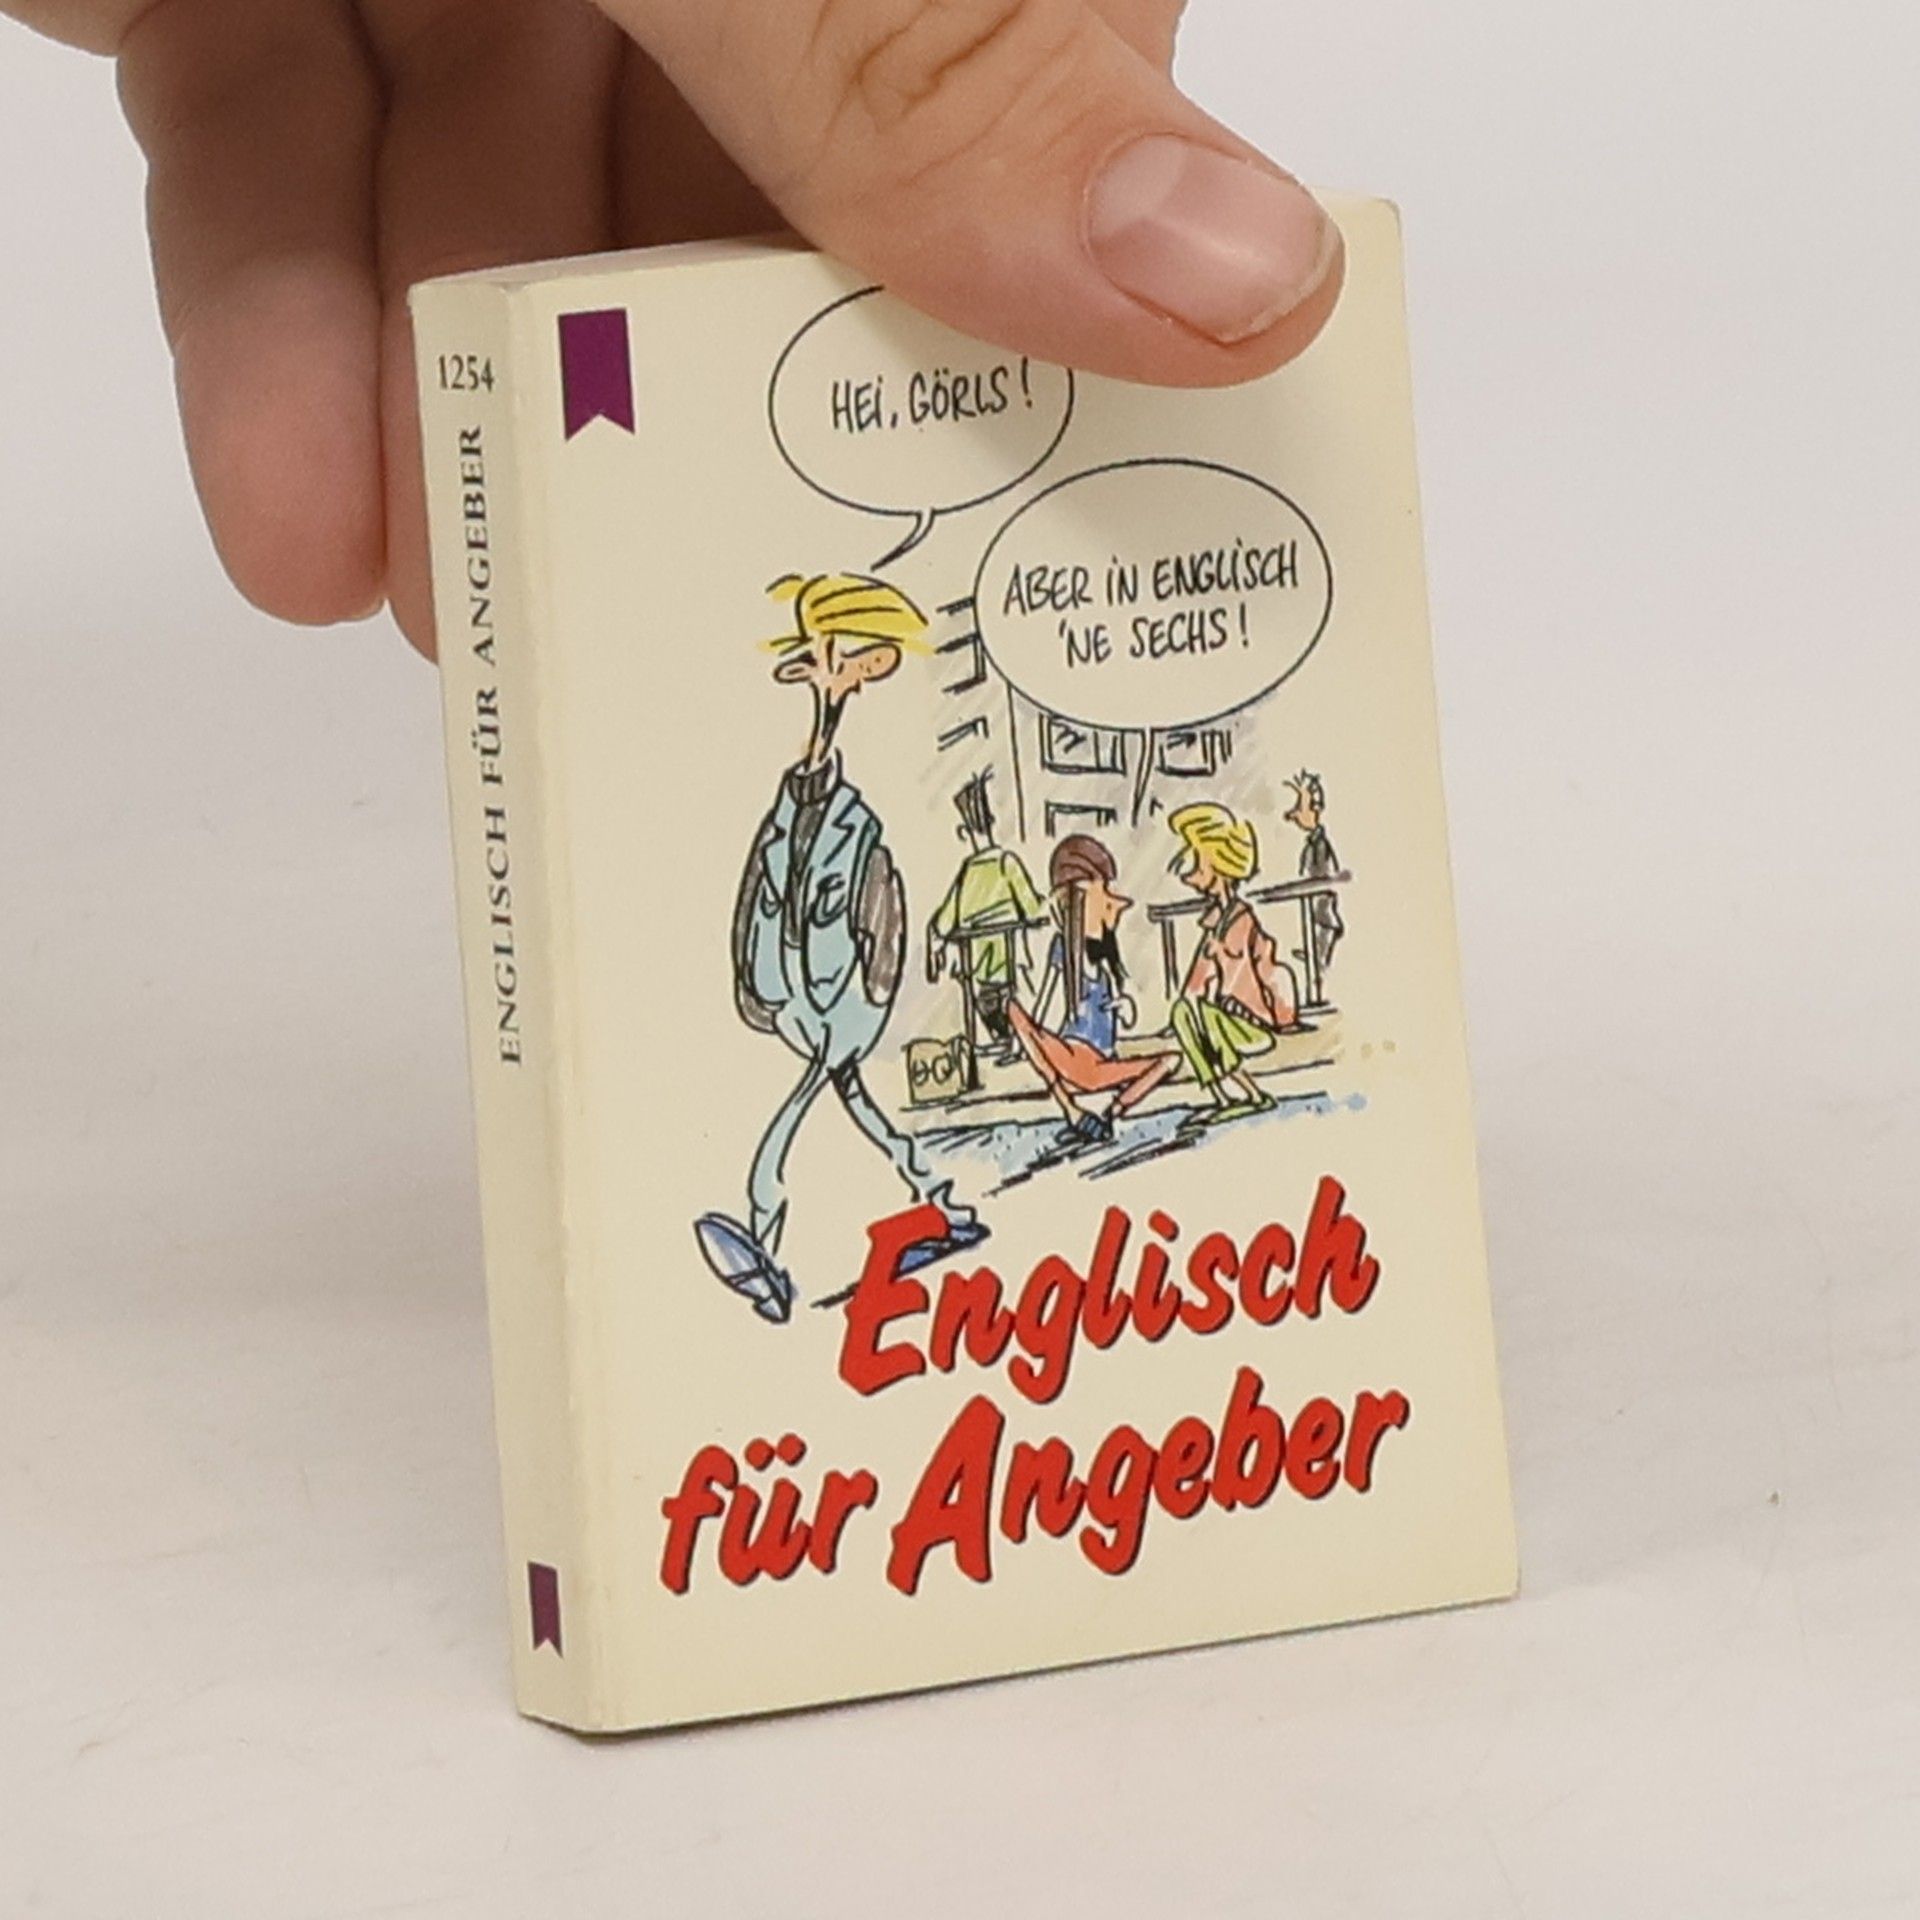 1254
ENGLISCH FÜR ANGEBER
HEi, GÖRLS!
ABER iN ENGLiSCH
'NE SECHS!
Englisch
für Angeber